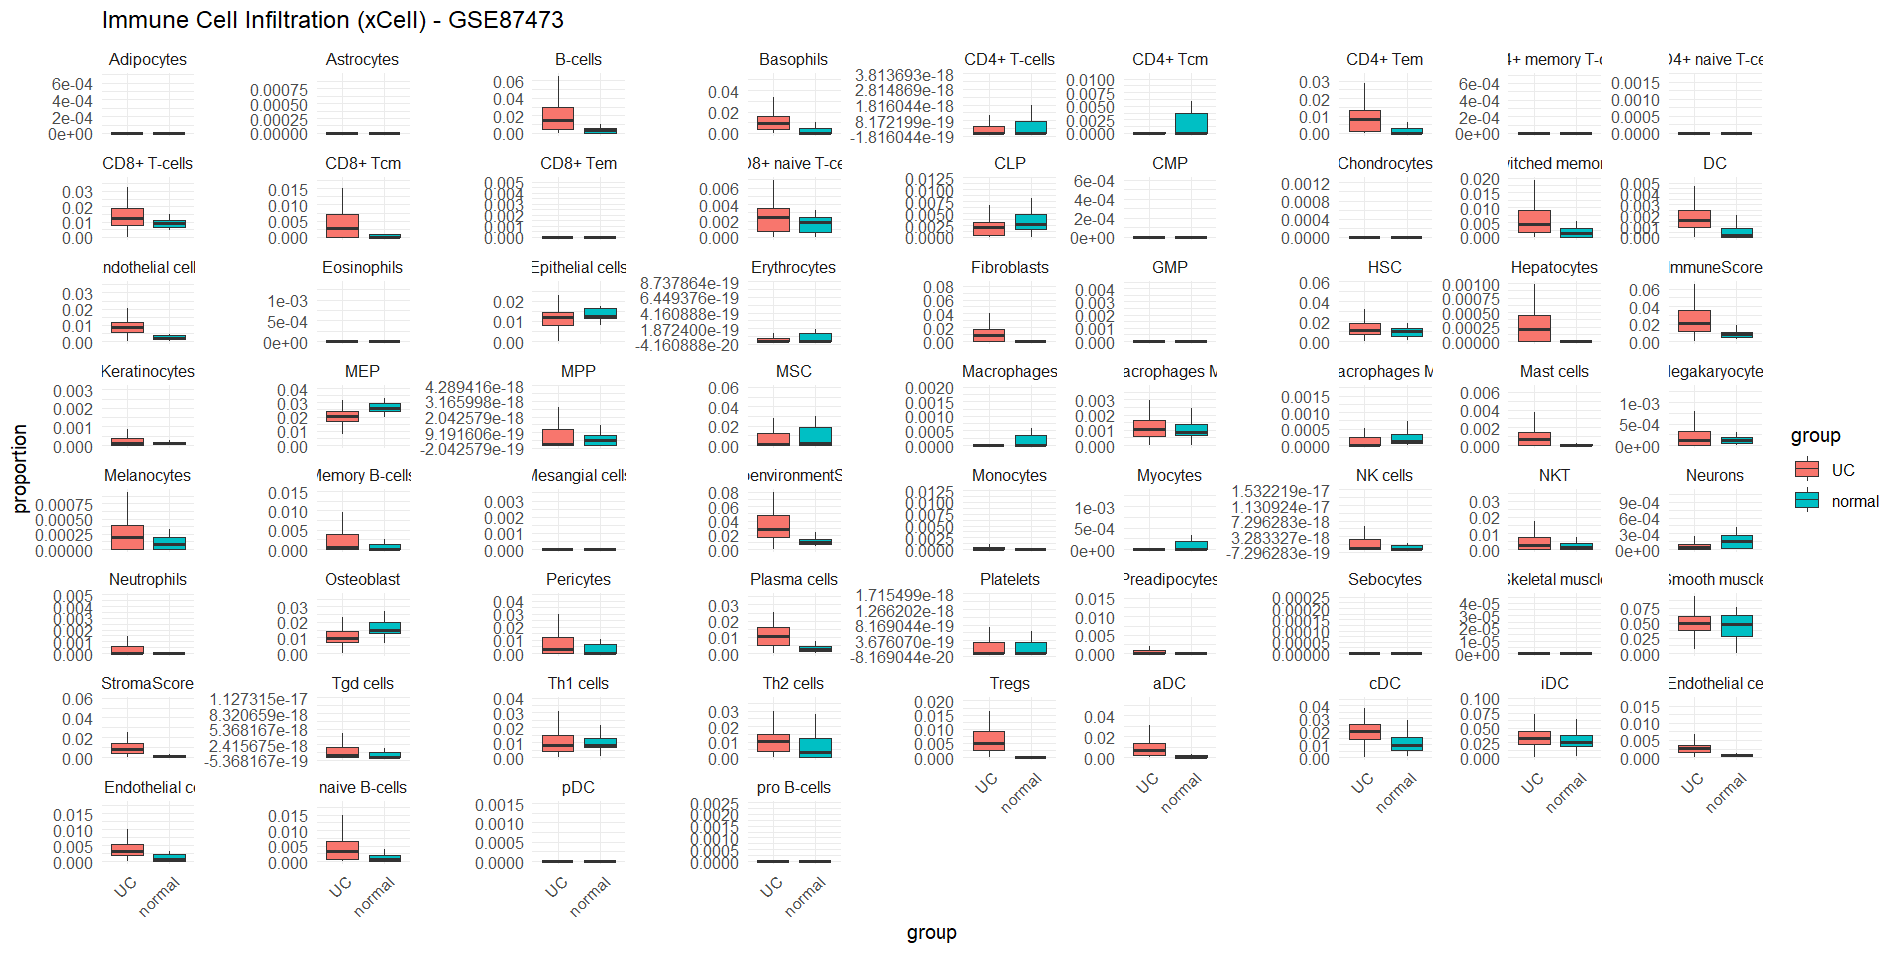 Immune Cell Infiltration (xCell) - GSE87473
Adipocytes
Astrocytes
B-cells
Basophils
CD4+ T-cells
CD4+ Tcm
CD4+ Tem
4+ memory T-c
04+ naive T-ce
6e-04
4e-04
2e-04
0e+00
0.00075
0.00050
0.00025
0.00000
0.06
0.04
0.02
0.00
0.04
0.02
0.00
3.813693e-18
2.814869e-18
1.816044e-18
8.172199e-19
-1.816044e-19
0.0100
0.0075
0.0050
0.0025
0.0000
0.03
0.02
0.01
0.00
6e-04
4e-04
2e-04
0e+00
0.0015
0.0010
0.0005
0.0000
CD8+ T-cells
CD8+ Tcm
CD8+ Tem
08+ naive T-ce
CLP
CMP
Chondrocytes
vitched memor
DC
0.03
0.02
0.01
0.00
0.015
0.010
0.005
0.000
0.005
0.004
0.003
0.002
0.001
0.000
0.006
0.004
0.002
0.000
0.0125
0.0100
0.0075
0.0050
0.0025
0.0000
6e-04
4e-04
2e-04
0e+00
0.0012
0.0008
0.0004
0.0000
0.020
0.015
0.010
0.005
0.000
0.005
0.004
0.003
0.002
0.001
0.000
ndothelial cell
Eosinophils
Epithelial cells
Erythrocytes
Fibroblasts
GMP
HSC
Hepatocytes
ImmuneScore
0.03
0.02
0.01
0.00
1e-03
5e-04
0e+00
0.02
0.01
0.00
8.737864e-19
6.449376e-19
4.160888e-19
1.872400e-19
-4.160888e-20
0.08
0.06
0.04
0.02
0.00
0.004
0.003
0.002
0.001
0.000
0.06
0.04
0.02
0.00
0.00100
0.00075
0.00050
0.00025
0.00000
0.06
0.04
0.02
0.00
Keratinocytes
MEP
MPP
MSC
Macrophages
acrophages M
acrophages M
Mast cells
legakaryocyte
0.003
0.002
0.001
0.000
0.04
0.03
0.02
0.01
0.00
4.289416e-18
3.165998e-18
2.042579e-18
9.191606e-19
-2.042579e-19
0.06
0.04
0.02
0.00
0.0020
0.0015
0.0010
0.0005
0.0000
0.003
0.002
0.001
0.000
0.0015
0.0010
0.0005
0.0000
0.006
0.004
0.002
0.000
1e-03
5e-04
0e+00
proportion
Melanocytes
Memory B-cells
Mesangial cells
oenvironmentS
Monocytes
Myocytes
NK cells
NKT
Neurons
0.00075
0.00050
0.00025
0.00000
0.015
0.010
0.005
0.000
0.003
0.002
0.001
0.000
0.08
0.06
0.04
0.02
0.00
0.0125
0.0100
0.0075
0.0050
0.0025
0.0000
1e-03
5e-04
0e+00
1.532219e-17
1.130924e-17
7.296283e-18
3.283327e-18
-7.296283e-19
0.03
0.02
0.01
0.00
9e-04
6e-04
3e-04
0e+00
Neutrophils
Osteoblast
Pericytes
Plasma cells
Platelets
Preadipocytes
Sebocytes
Skeletal muscle
Smooth muscle
0.005
0.004
0.003
0.002
0.001
0.000
0.03
0.02
0.01
0.00
0.04
0.03
0.02
0.01
0.00
0.03
0.02
0.01
0.00
1.715499e-18
1.266202e-18
8.169044e-19
3.676070e-19
-8.169044e-20
0.015
0.010
0.005
0.000
0.00025
0.00020
0.00015
0.00010
0.00005
0.00000
4e-05
3e-05
2e-05
1e-05
0e+00
0.075
0.050
0.025
0.000
StromaScore
Tgd cells
Th1 cells
Th2 cells
Tregs
aDC
cDC
iDC
Endothelial ce
0.06
0.04
0.02
0.00
1.127315e-17
8.320659e-18
5.368167e-18
2.415675e-18
-5.368167e-19
0.04
0.03
0.02
0.01
0.00
0.03
0.02
0.01
0.00
0.020
0.015
0.010
0.005
0.000
0.04
0.02
0.00
0.04
0.03
0.02
0.01
0.00
0.100
0.075
0.050
0.025
0.000
0.015
0.010
0.005
0.000
UC
normal
UC
normal
UC
normal
UC
normal
UC
normal
Endothelial ce
naive B-cells
pDC
pro B-cells
0.015
0.010
0.005
0.000
0.015
0.010
0.005
0.000
0.0015
0.0010
0.0005
0.0000
0.0025
0.0020
0.0015
0.0010
0.0005
0.0000
UC
normal
UC
normal
UC
normal
UC
normal
group
group
UC
normal